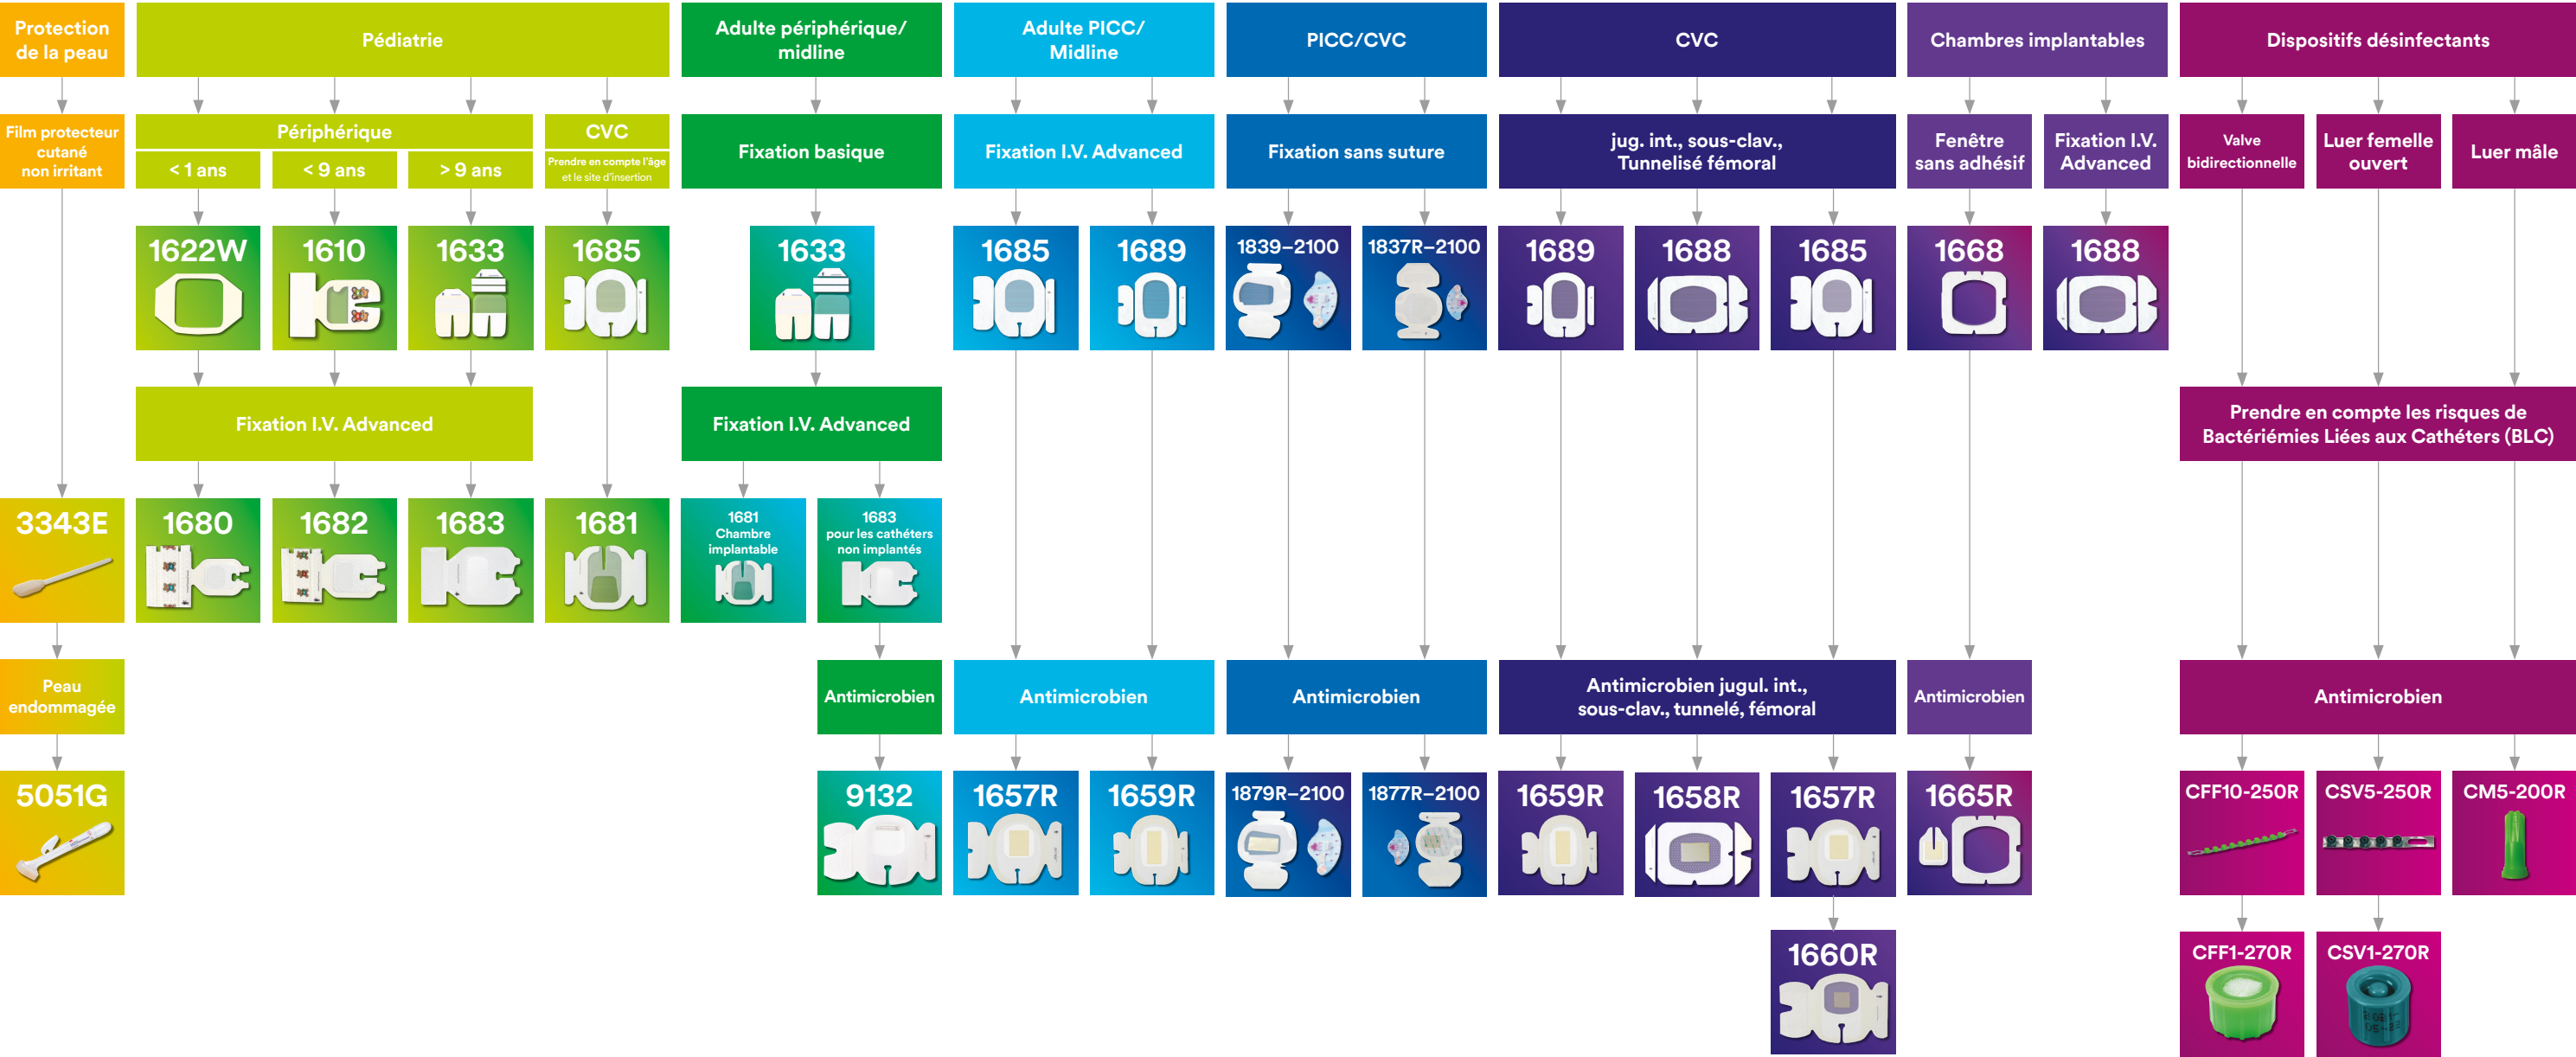 Protection
de la peau
Pédiatrie
Adulte périphérique/
midline
Adulte PICC/
Midline
PICC/CVC
CVC
Chambres implantables
Dispositifs désinfectants
Film protecteur
cutané
non irritant
Périphérique
< 1 ans
< 9 ans
> 9 ans
CVC
Prendre en compte l'âge
et le site d'insertion
Fixation basique
Fixation I.V. Advanced
Fixation sans suture
jug. int., sous-clav.,
Tunnelisé fémoral
Fenêtre
sans adhésif
Fixation I.V.
Advanced
Valve
bidirectionnelle
Luer femelle
ouvert
Luer mâle
1622W
1610
1633
1685
1633
1685
1689
1839–2100
1837R–2100
1689
1688
1685
1668
1688
Fixation I.V. Advanced
Fixation I.V. Advanced
Prendre en compte les risques de
Bactériémies Liées aux Cathéters (BLC)
3343E
1680
1682
1683
1681
1681
Chambre
implantable
1683
pour les cathéters
non implantés
Peau
endommagée
Antimicrobien
Antimicrobien
Antimicrobien
Antimicrobien jugul. int.,
sous-clav., tunnelé, fémoral
Antimicrobien
Antimicrobien
5051G
9132
1657R
1659R
1879R–2100
1877R–2100
1659R
1658R
1657R
1665R
CFF10-250R
CSV5-250R
CM5-200R
1660R
CFF1-270R
CSV1-270R